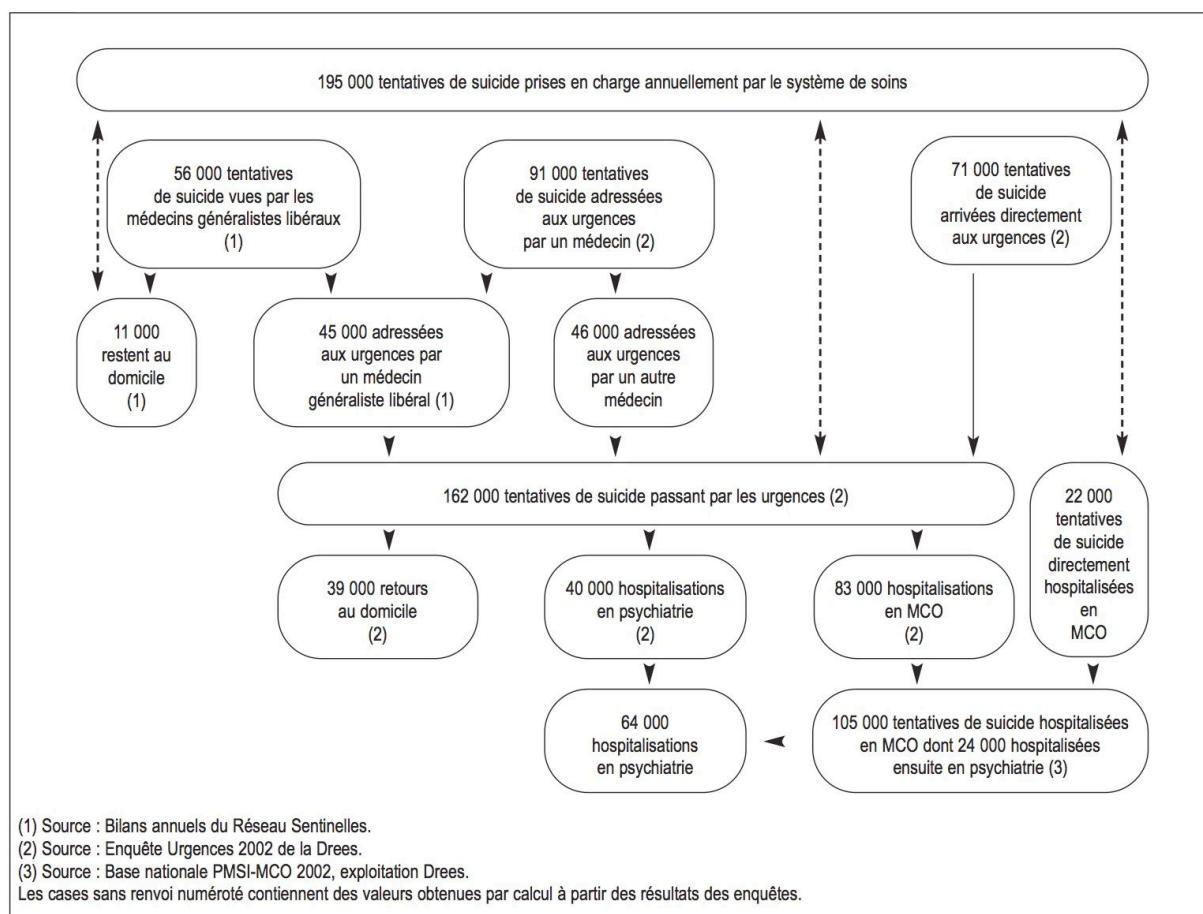 195 000 tentatives de suicide prises en charge annuellement par le système de soins
56 000 tentatives
de suicide vues par les
médecins généralistes libéraux
(1)
91 000 tentatives
de suicide adressées
aux urgences
par un médecin (2)
71 000 tentatives
de suicide
arrivées directement
aux urgences (2)
11 000
restent au
domicile
(1)
45 000 adressées
aux urgences par
un médecin
généraliste libéral (1)
46 000 adressées
aux urgences
par un autre
médecin
162 000 tentatives de suicide passant par les urgences (2)
22 000
tentatives
de suicide
directement
hospitalisées
en
MCO
39 000 retours
au domicile
(2)
40 000 hospitalisations
en psychiatrie
(2)
83 000 hospitalisations
en MCO
(2)
64 000
hospitalisations
en psychiatrie
105 000 tentatives de suicide hospitalisées
en MCO dont 24 000 hospitalisées
ensuite en psychiatrie (3)
(1) Source : Bilans annuels du Réseau Sentinelles.
(2) Source : Enquête Urgences 2002 de la Drees.
(3) Source : Base nationale PMSI-MCO 2002, exploitation Drees.
Les cases sans renvoi numéroté contiennent des valeurs obtenues par calcul à partir des résultats des enquêtes.